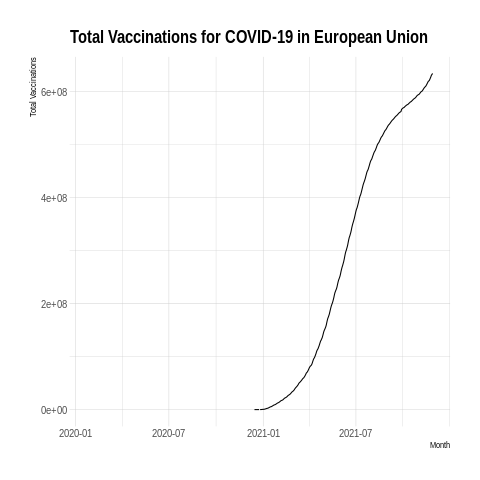 Total Vaccinations for COVID-19 in European Union
Total Vaccinations
6e+08
4e+08
2e+08
0e+00
2020-01 2020-07 2021-01 2021-07
Month